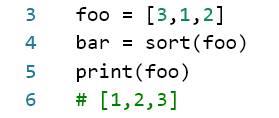 3 foo = [3,1,2]
4 bar = sort(foo)
5 print(foo)
6 # [1,2,3]